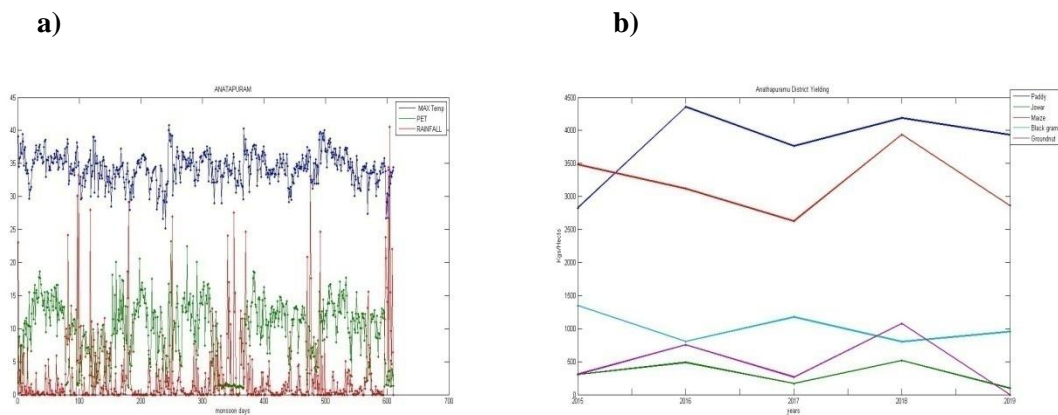 a)
b)
ANATAPURAM
MAX Temp
PET
RAINFALL
45
40
35
30
25
20
15
10
5
0
0 100 200 300 400 500 600 700
monsoon days
Anathapuramu District Yielding
Paddy
Jowar
Maize
Black gram
Groundnut
4500
4000
3500
3000
2500
2000
1500
1000
500
0
Kgs/Hects
2015 2016 2017 2018 2019
years